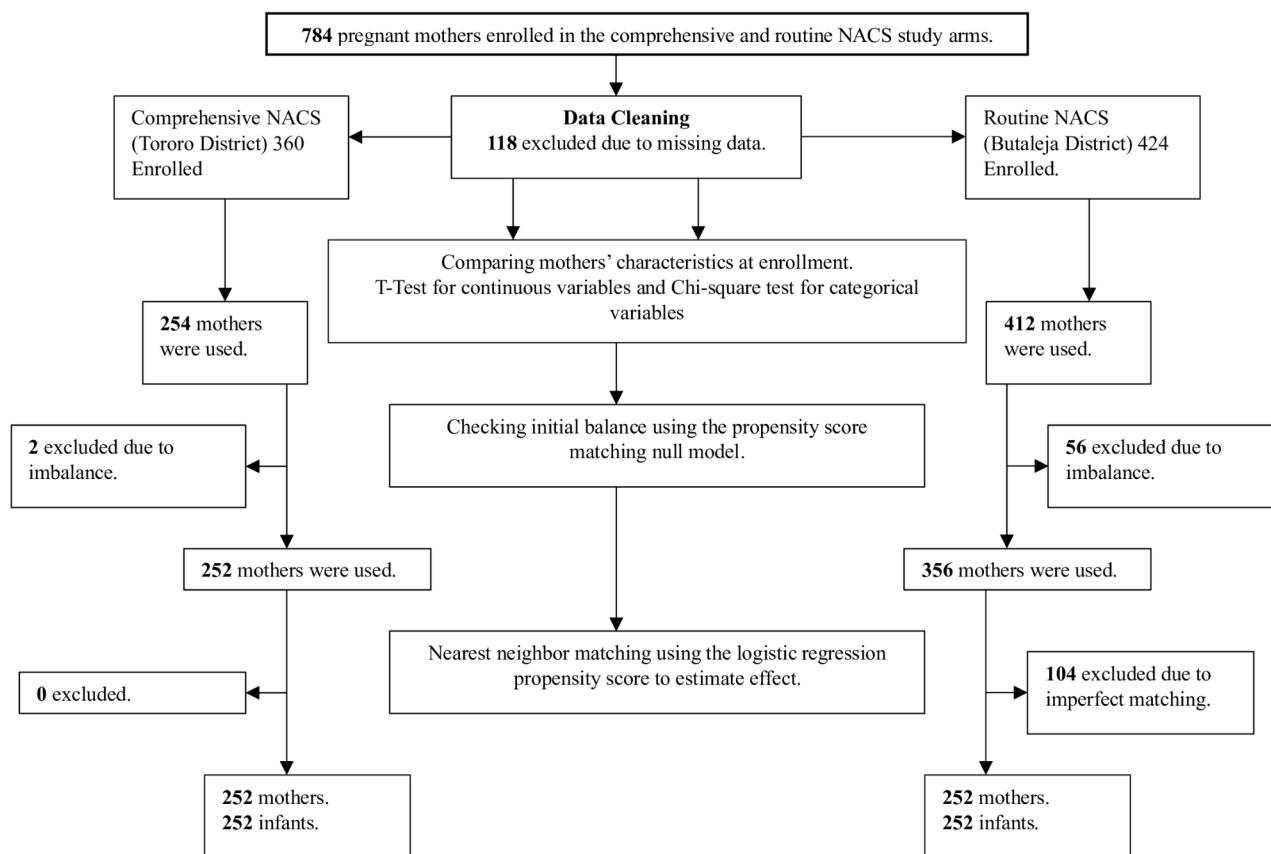 784 pregnant mothers enrolled in the comprehensive and routine NACS study arms.
Comprehensive NACS
(Tororo District) 360
Enrolled
Data Cleaning
118 excluded due to missing data.
Routine NACS
(Butaleja District) 424
Enrolled.
Comparing mothers’ characteristics at enrollment.
T-Test for continuous variables and Chi-square test for categorical
variables
254 mothers
were used.
412 mothers
were used.
2 excluded due to
imbalance.
Checking initial balance using the propensity score
matching null model.
56 excluded due to
imbalance.
252 mothers were used.
356 mothers were used.
0 excluded.
Nearest neighbor matching using the logistic regression
propensity score to estimate effect.
104 excluded due to
imperfect matching.
252 mothers.
252 infants.
252 mothers.
252 infants.